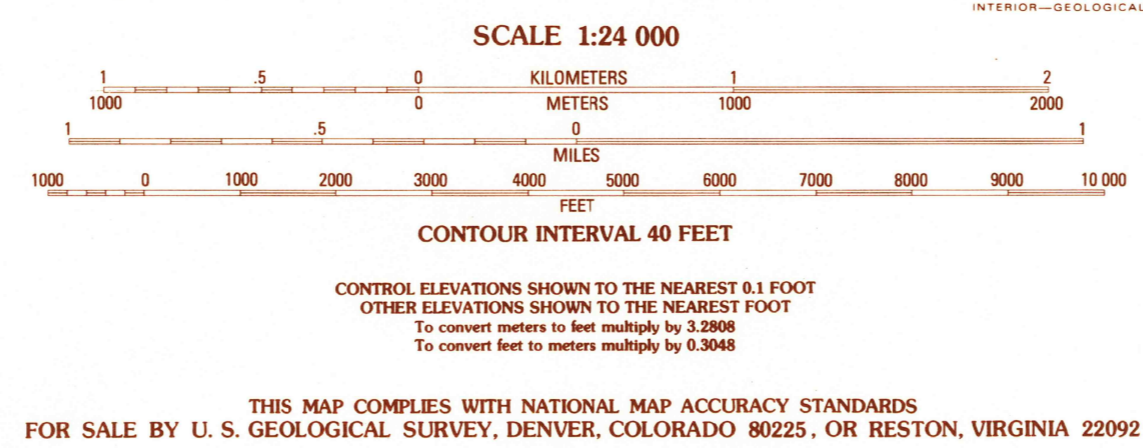 INTERIOR—GEOLOGICAL
SCALE 1:24 000
1 .5 0 KILOMETERS 1 2
1000 0 METERS 1000 2000
1 .5 0 1
MILES
1000 0 1000 2000 3000 4000 5000 6000 7000 8000 9000 10 000
FEET
CONTOUR INTERVAL 40 FEET
CONTROL ELEVATIONS SHOWN TO THE NEAREST 0.1 FOOT
OTHER ELEVATIONS SHOWN TO THE NEAREST FOOT
To convert meters to feet multiply by 3.2808
To convert feet to meters multiply by 0.3048
THIS MAP COMPLIES WITH NATIONAL MAP ACCURACY STANDARDS
FOR SALE BY U. S. GEOLOGICAL SURVEY, DENVER, COLORADO 80225, OR RESTON, VIRGINIA 22092